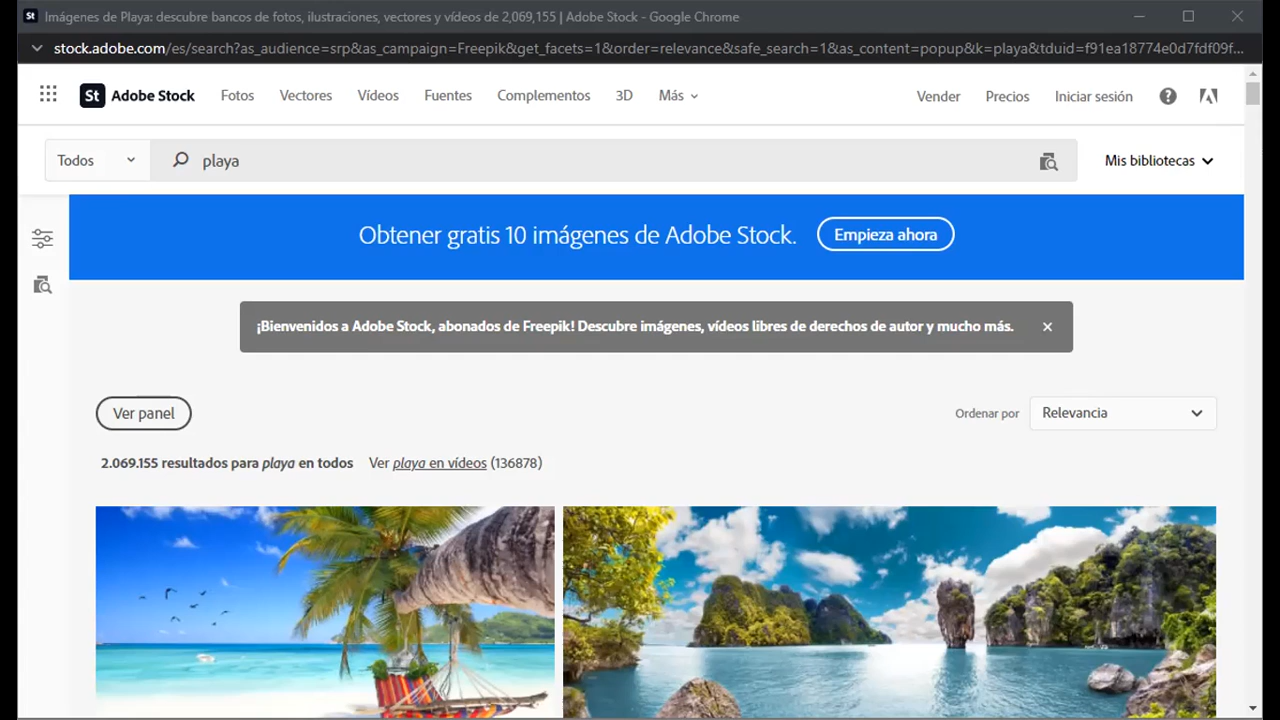 St Imágenes de Playa: descubre bancos de fotos, ilustraciones, vectores y vídeos de 2,069,155 | Adobe Stock - Google Chrome
stock.adobe.com/es/search?as_audience=srp&as_campaign=Freepik&get_facets=1&order=relevance&safe_search=1&as_content=popup&k=playa&tduid=f91ea18774e0d7fdf09f...
St Adobe Stock Fotos Vectores Vídeos Fuentes Complementos 3D Más Vender Precios Iniciar sesión ?
Todos playa Mis bibliotecas
Obtener gratis 10 imágenes de Adobe Stock. Empieza ahora
¡Bienvenidos a Adobe Stock, abonados de Freepik! Descubre imágenes, vídeos libres de derechos de autor y mucho más. ×
Ver panel Ordenar por Relevancia
2.069.155 resultados para playa en todos Ver playa en vídeos (136878)